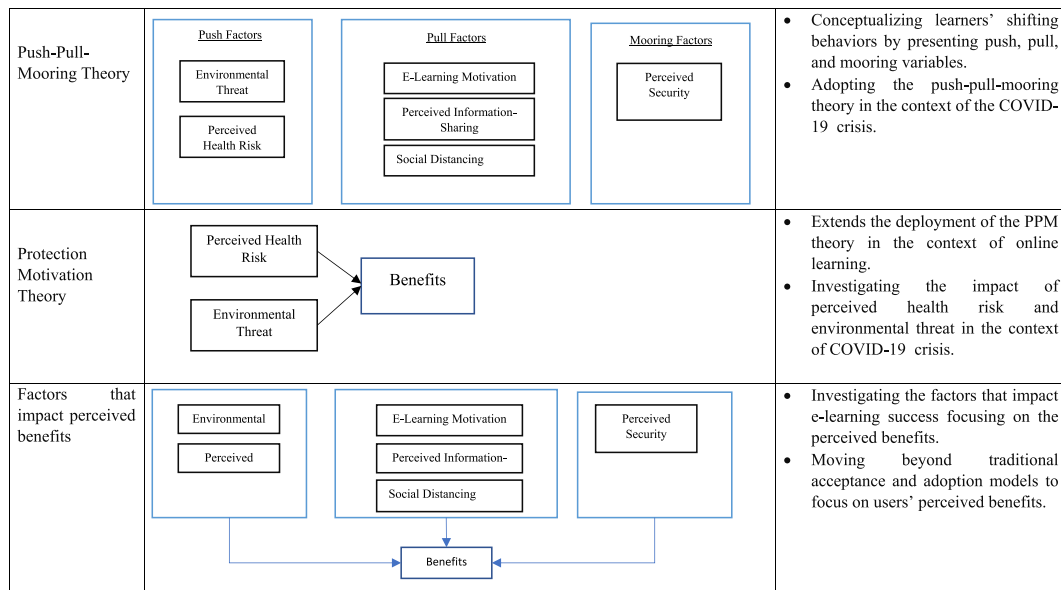 Push-Pull-
Mooring Theory
Push Factors
Environmental
Threat
Perceived
Health Risk
Pull Factors
E-Learning Motivation
Perceived Information-
Sharing
Social Distancing
Mooring Factors
Perceived
Security
• Conceptualizing learners’ shifting
behaviors by presenting push, pull,
and mooring variables.
• Adopting the push-pull-mooring
theory in the context of the COVID-
19 crisis.
Protection
Motivation
Theory
Perceived Health
Risk
Environmental
Threat
Benefits
• Extends the deployment of the PPM
theory in the context of online
learning.
• Investigating the impact of
perceived health risk and
environmental threat in the context
of COVID-19 crisis.
Factors that
impact perceived
benefits
Environmental
Perceived
E-Learning Motivation
Perceived Information-
Social Distancing
Perceived
Security
Benefits
• Investigating the factors that impact
e-learning success focusing on the
perceived benefits.
• Moving beyond traditional
acceptance and adoption models to
focus on users’ perceived benefits.